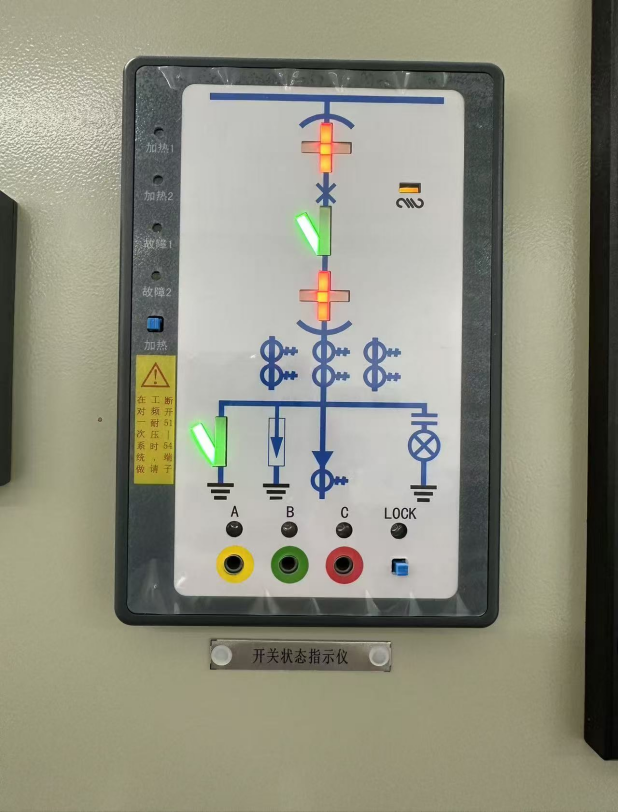 加热1
加热2
故障1
故障2
加热
在对一次系统做
工频耐压时，请
断开51—54端子
A
B
C
LOCK
开关状态指示仪